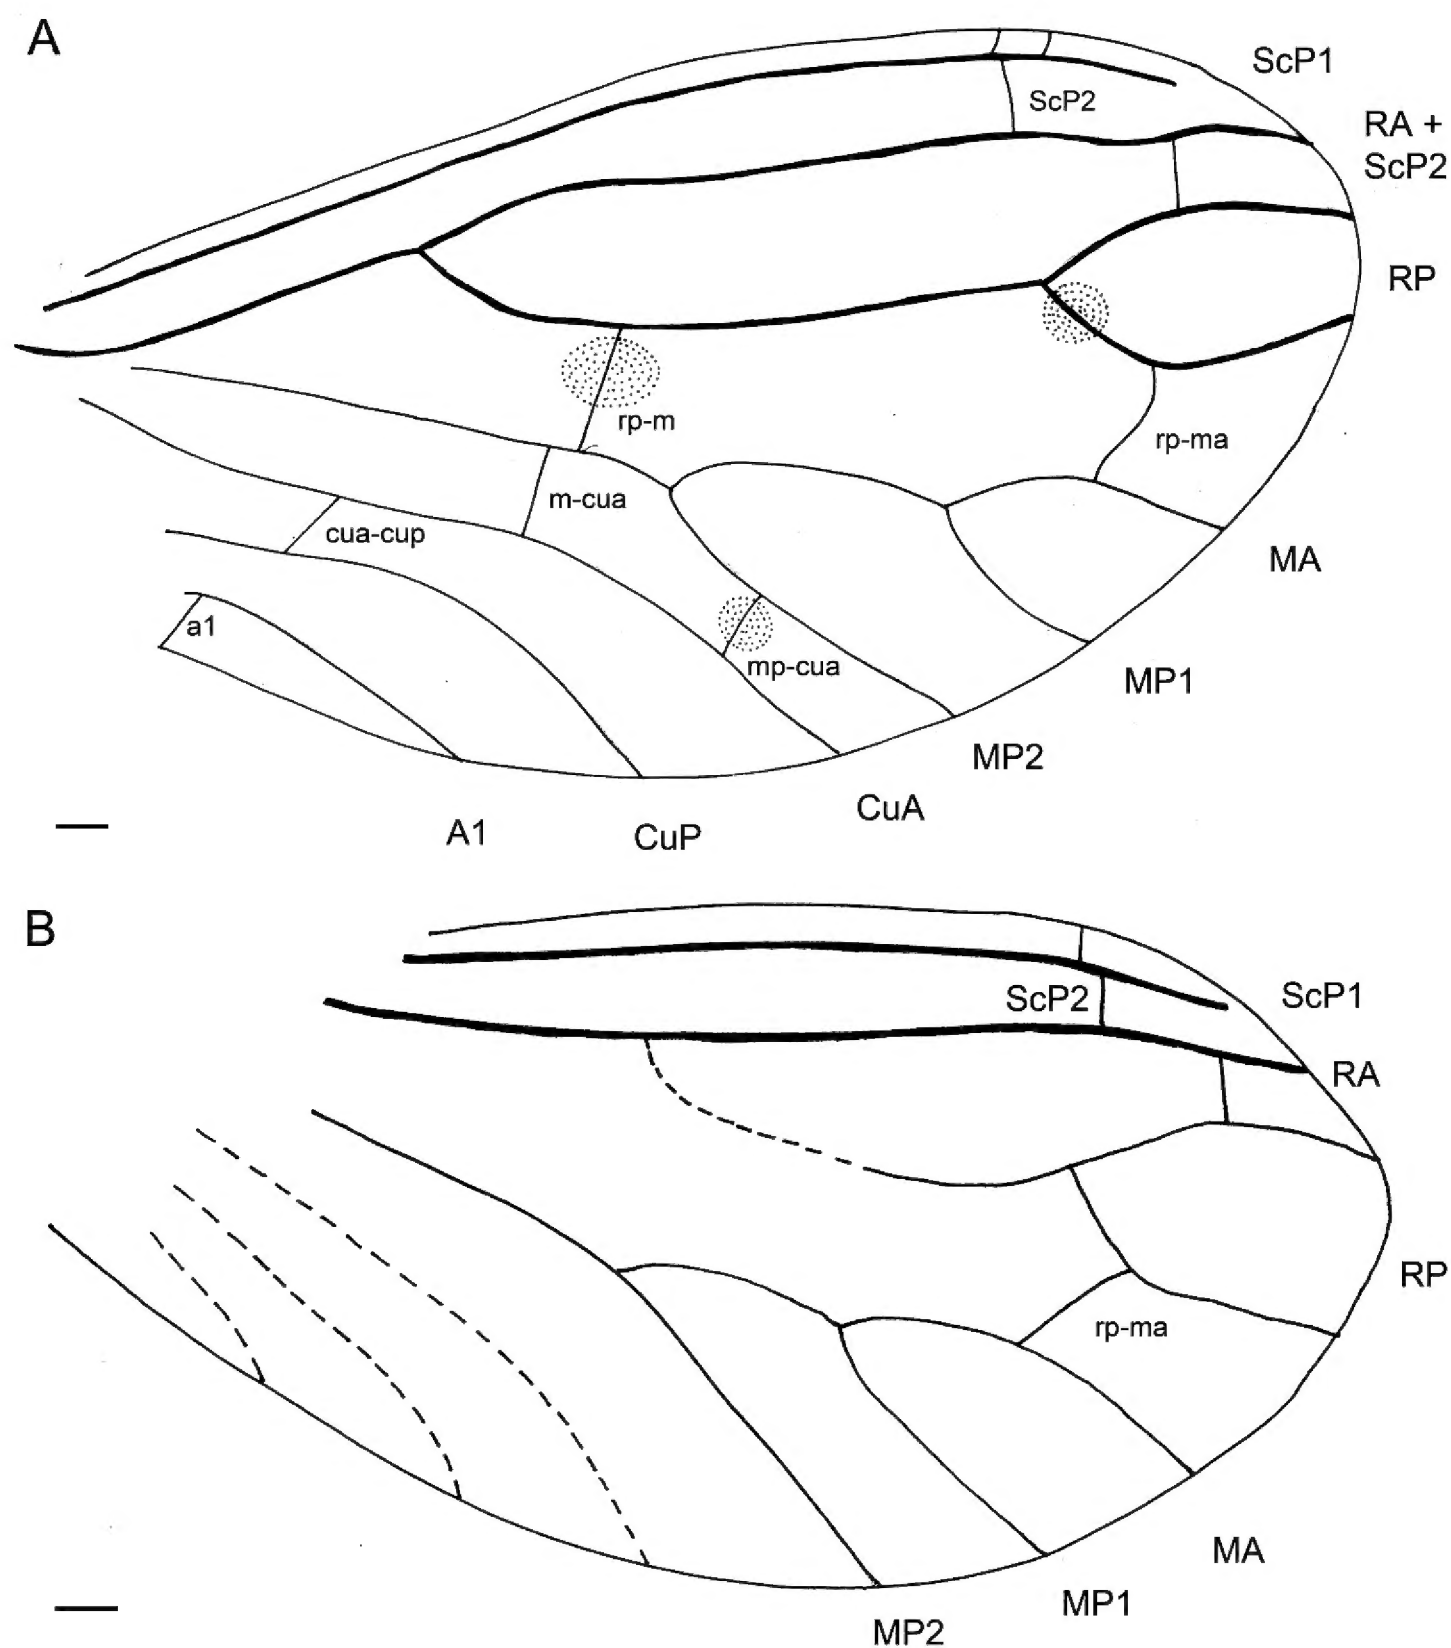 A
ScP1
ScP2
RA +
ScP2
RP
rp-m
rp-ma
m-cua
cua-cup
MA
a1
mp-cua
MP1
MP2
CuA
A1
CuP
B
ScP2
ScP1
RA
RP
rp-ma
MA
MP1
MP2